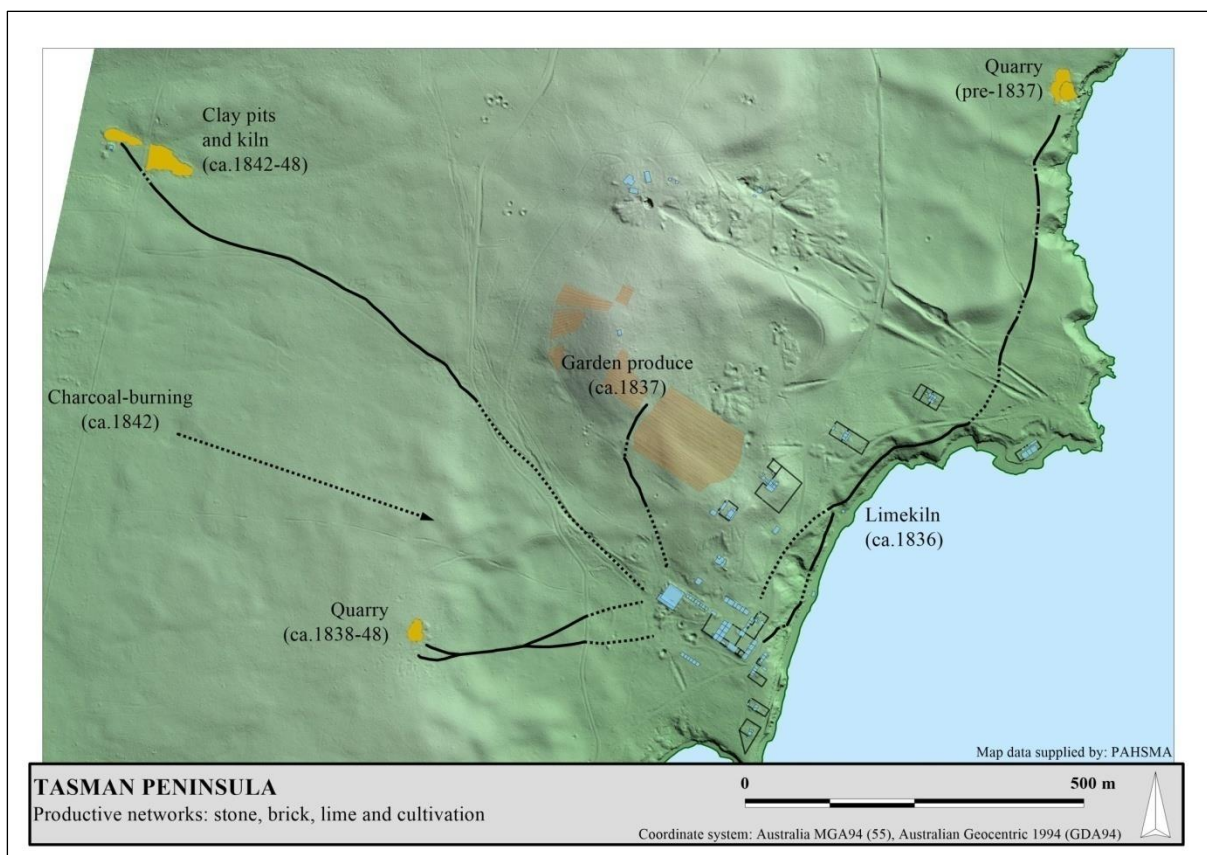 Quarry
(pre-1837)
Clay pits
and kiln
(ca.1842-48)
Garden produce
(ca.1837)
Charcoal-burning
(ca.1842)
Limekiln
(ca.1836)
Quarry
(ca.1838-48)
Map data supplied by: PAHSMA
TASMAN PENINSULA
Productive networks: stone, brick, lime and cultivation
0 500 m
Coordinate system: Australia MGA94 (55), Australian Geocentric 1994 (GDA94)